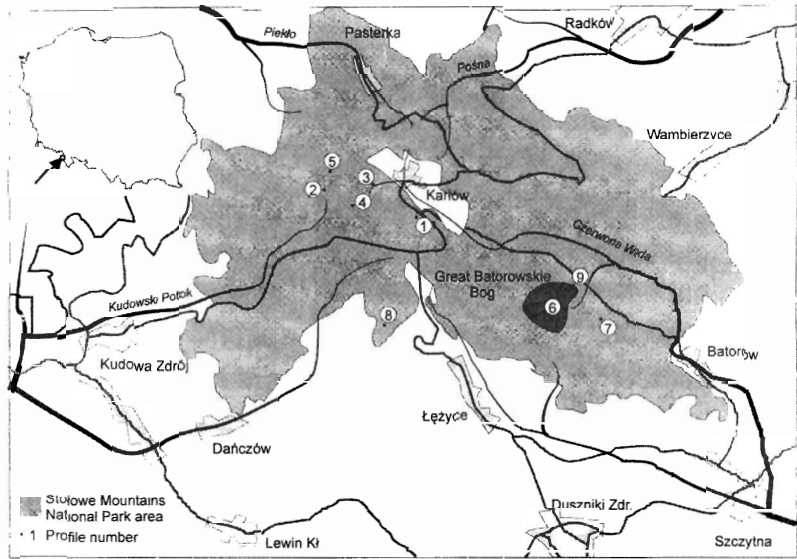 Radków
Piekło
Pasterka
Pośna
Wambierzyce
5
3
2
Karłów
4
1
Czerwona Woda
Great Batorowskie
Bog
9
6
Kudowski Potok
8
7
Batorów
Kudowa Zdrój
Łężyce
Dańczów
Stołowe Mountains
National Park area
1 Profile number
Duszniki Zdr.
Lewin Kł
Szczytna